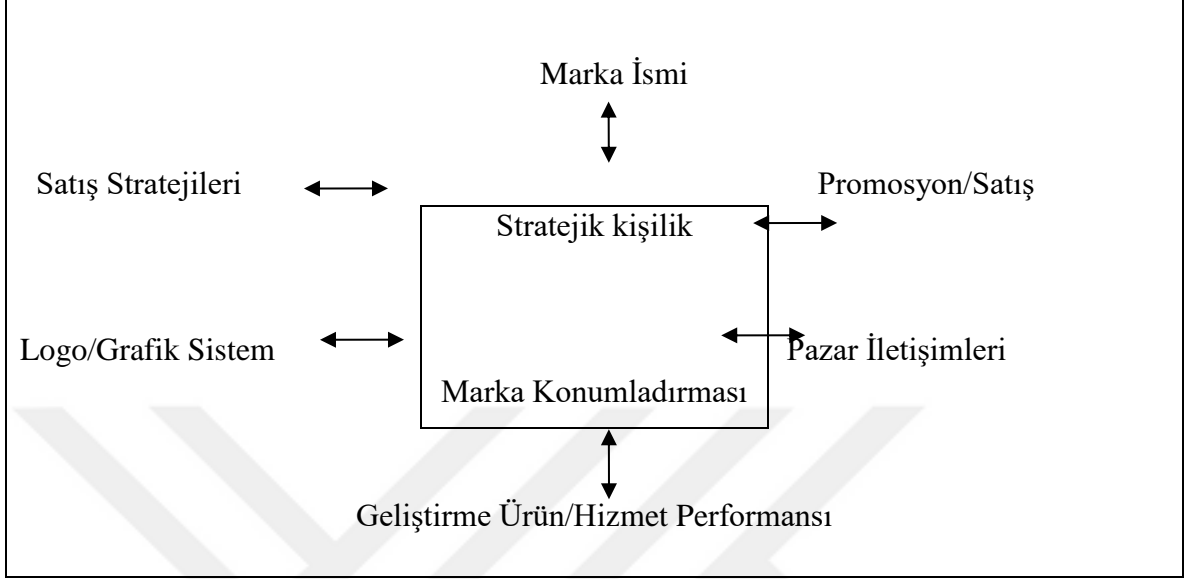 Marka İsmi
Satış Stratejileri
Promosyon/Satış
Stratejik kişilik
Logo/Grafik Sistem
Pazar İletişimleri
Marka Konumladırması
Geliştirme Ürün/Hizmet Performansı